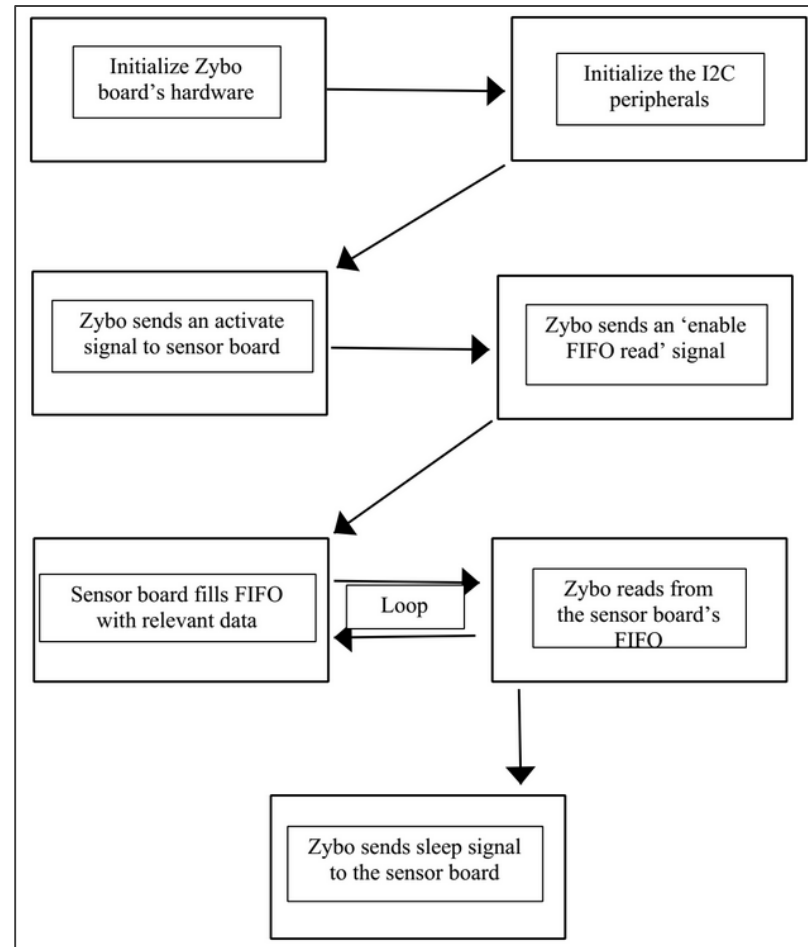 Initialize Zybo
board's hardware
Initialize the I2C
peripherals
Zybo sends an activate
signal to sensor board
Zybo sends an ‘enable
FIFO read’ signal
Sensor board fills FIFO
with relevant data
Loop
Zybo reads from
the sensor board's
FIFO
Zybo sends sleep signal
to the sensor board